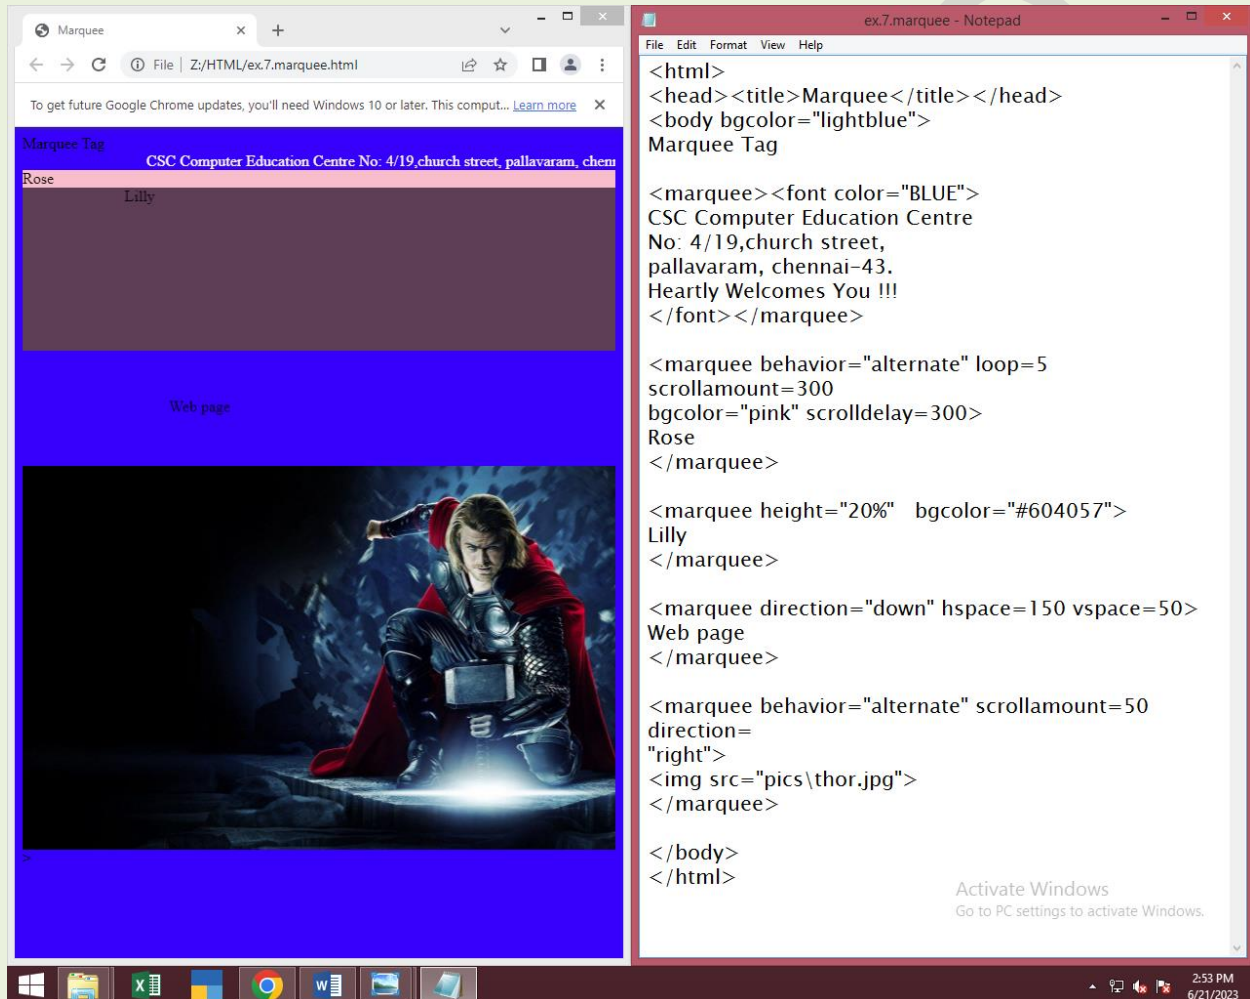 Marquee
File | Z:/HTML/ex.7.marquee.html
To get future Google Chrome updates, you'll need Windows 10 or later. This comput... Learn more
Marquee Tag
CSC Computer Education Centre No: 4/19,church street, pallavaram, chenn
Rose
Lilly
Web page
>
ex.7.marquee - Notepad
File Edit Format View Help
<html>
<head><title>Marquee</title></head>
<body bgcolor="lightblue">
Marquee Tag
<marquee><font color="BLUE">
CSC Computer Education Centre
No: 4/19,church street,
pallavaram, chennai-43.
Heartly Welcomes You !!!
</font></marquee>
<marquee behavior="alternate" loop=5
scrollamount=300
bgcolor="pink" scrolldelay=300>
Rose
</marquee>
<marquee height="20%"   bgcolor="#604057">
Lilly
</marquee>
<marquee direction="down" hspace=150 vspace=50>
Web page
</marquee>
<marquee behavior="alternate" scrollamount=50
direction=
"right">
<img src="pics\thor.jpg">
</marquee>
</body>
</html>
Activate Windows
Go to PC settings to activate Windows.
2:53 PM
6/21/2023